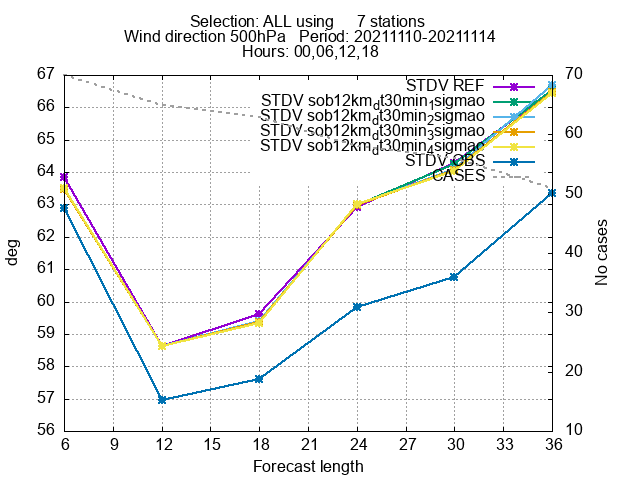 Selection: ALL using 7 stations
Wind direction 500hPa Period: 20211110-20211114
Hours: 00,06,12,18
67
66
65
64
63
62
61
60
59
58
57
56
70
60
50
40
30
20
10
STDV REF
STDV sob12km_dt30min_1sigmao
STDV sob12km_dt30min_2sigmao
STDV sob12km_dt30min_3sigmao
STDV sob12km_dt30min_4sigmao
STDV OBS
CASES
deg
No cases
6 9 12 15 18 21 24 27 30 33 36
Forecast length